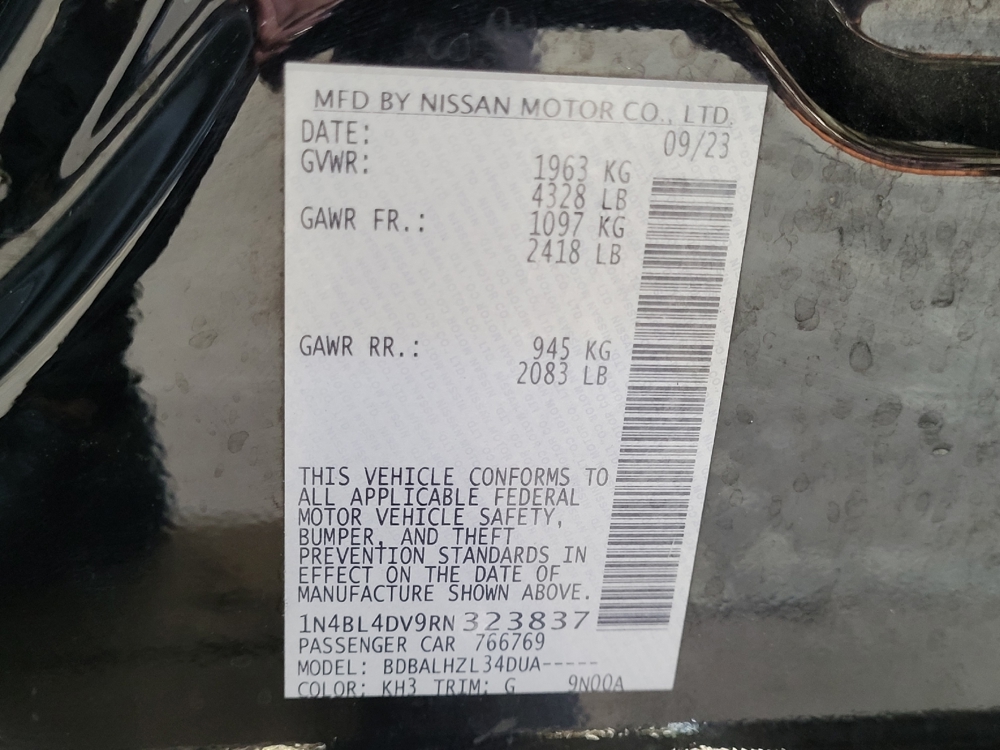 MFD BY NISSAN MOTOR CO., LTD.
DATE: 09/23
GVWR: 1963 KG
4328 LB
GAWR FR.: 1097 KG
2418 LB
GAWR RR.: 945 KG
2083 LB
THIS VEHICLE CONFORMS TO
ALL APPLICABLE FEDERAL
MOTOR VEHICLE SAFETY,
BUMPER, AND THEFT
PREVENTION STANDARDS IN
EFFECT ON THE DATE OF
MANUFACTURE SHOWN ABOVE.
1N4BL4DV9RN323837
PASSENGER CAR 766769
MODEL: BDBALHZL34DUA-----
COLOR: KH3 TRIM: G 9N00A